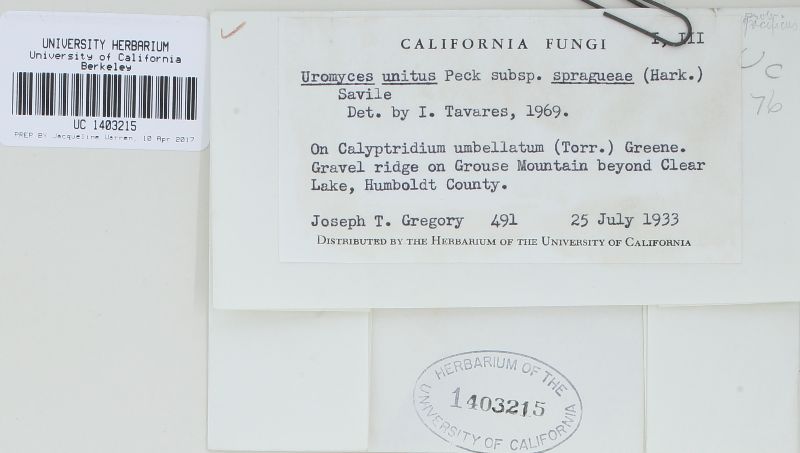 UNIVERSITY HERBARIUM
University of California
Berkeley
UC 1403215
PREP BY Jacqueline Warren, 10 Apr 2017
CALIFORNIA FUNGI
I, III
Uromyces unitus Peck subsp. spragueae (Hark.)
Savile
Det. by I. Tavares, 1969.
On Calyptridium umbellatum (Torr.) Greene.
Gravel ridge on Grouse Mountain beyond Clear
Lake, Humboldt County.
Joseph T. Gregory 491 25 July 1933
DISTRIBUTED BY THE HERBARIUM OF THE UNIVERSITY OF CALIFORNIA
UC
76
HERBARIUM OF THE
1403215
UNIVERSITY OF CALIFORNIA